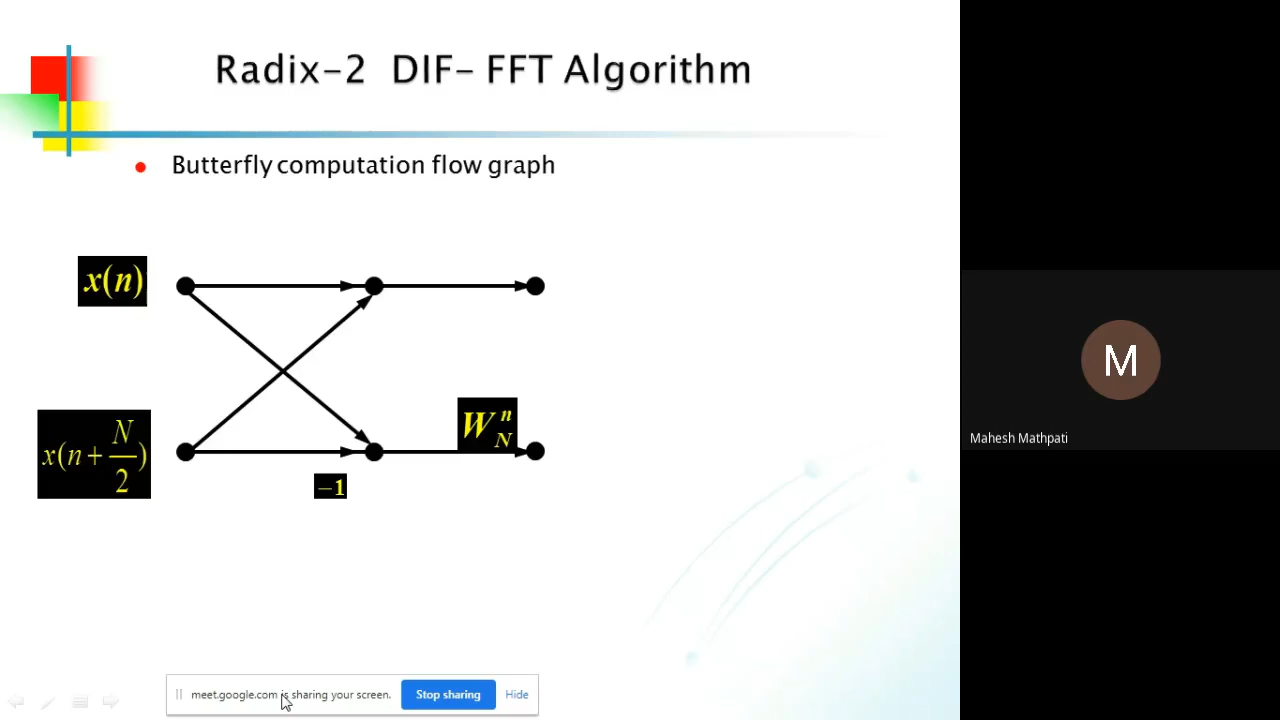 Radix-2 DIF- FFT Algorithm
Butterfly computation flow graph
x(n)
x(n+N/2)
W_N^n
−1
M
Mahesh Mathpati
meet.google.com is sharing your screen.
Stop sharing
Hide